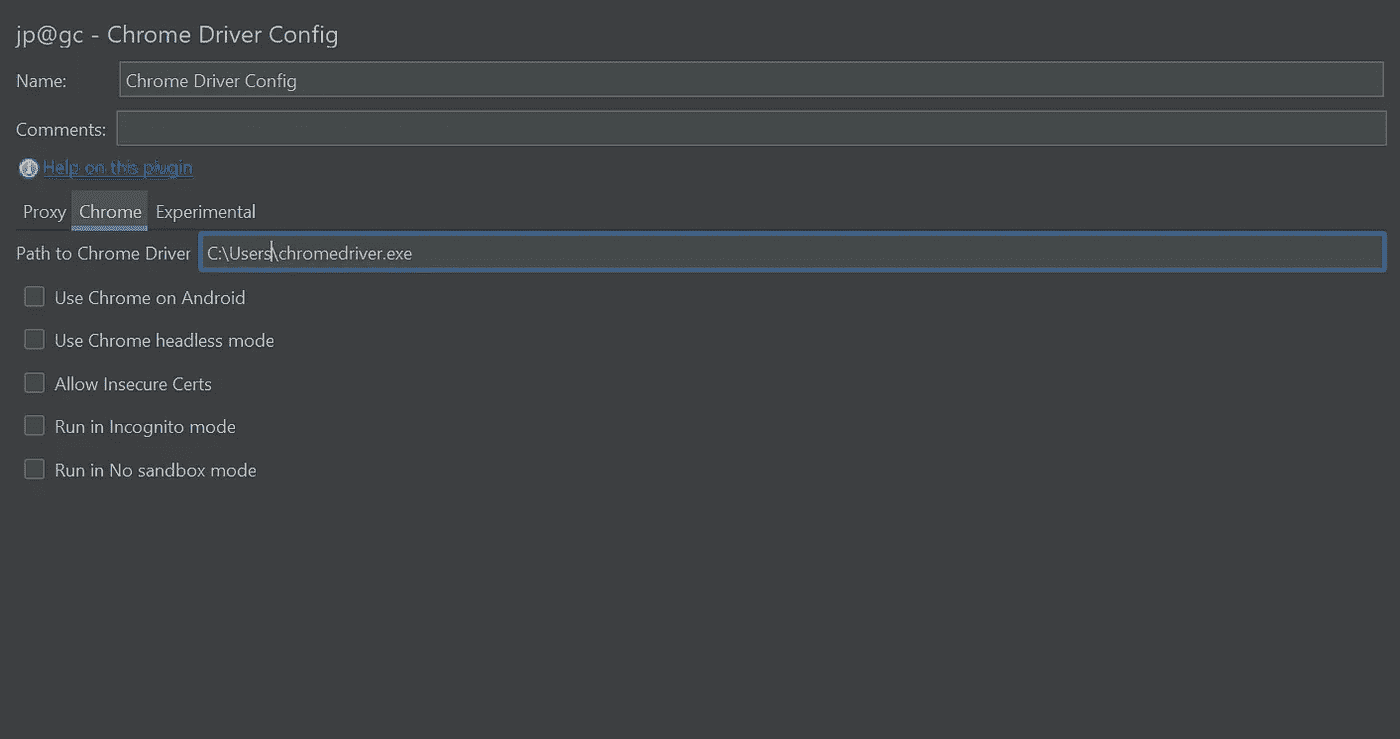 jp@gc - Chrome Driver Config
Name: Chrome Driver Config
Comments:
Help on this plugin
Proxy Chrome Experimental
Path to Chrome Driver C:\Users\chromedriver.exe
Use Chrome on Android
Use Chrome headless mode
Allow Insecure Certs
Run in Incognito mode
Run in No sandbox mode